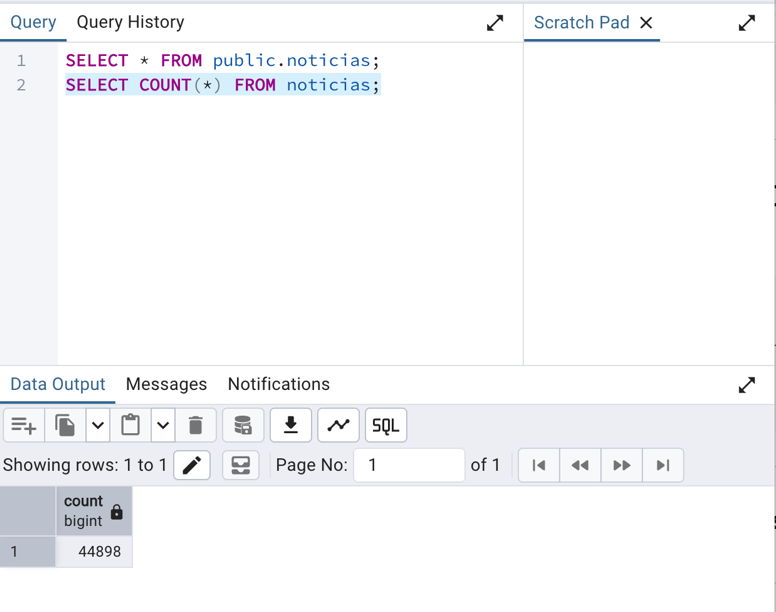 Query Query History
Scratch Pad
1 SELECT * FROM public.noticias;
2 SELECT COUNT(*) FROM noticias;
Data Output Messages Notifications
SQL
Showing rows: 1 to 1 Page No: 1 of 1
count
bigint
1 44898